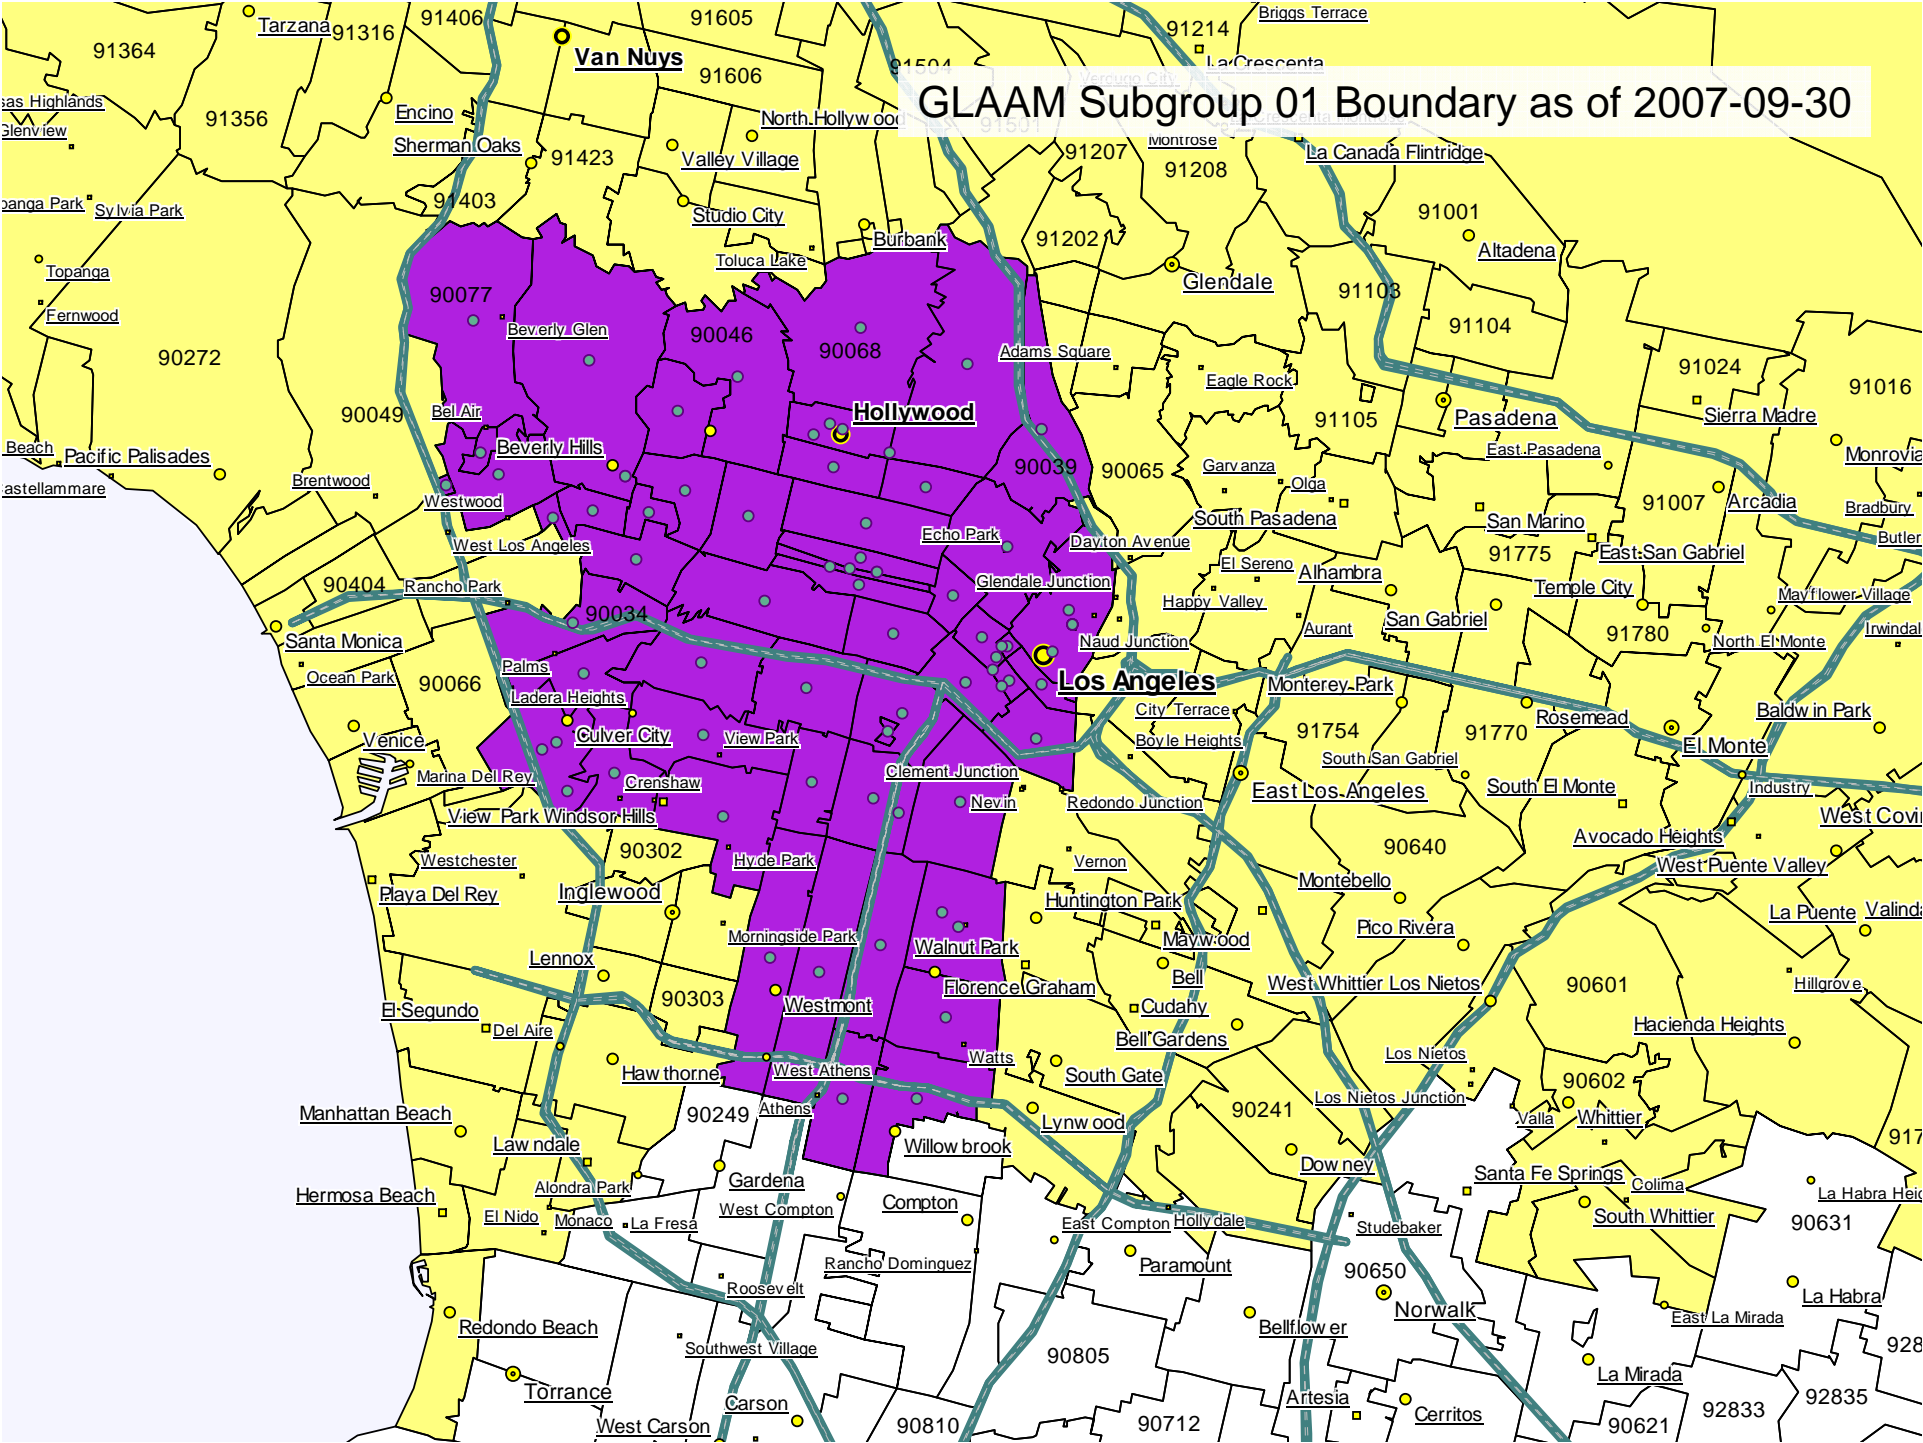 GLAAM Subgroup 01 Boundary as of 2007-09-30
Briggs Terrace
Tarzana
91316
91406
91605
91214
91364
Van Nuys
91606
91504
La Crescenta
Verdugo City
Highlands
Glenview
91356
Encino
North Hollywood
91501
Crescenta Montrose
Sherman Oaks
91423
Valley Village
91207
Montrose
La Canada Flintridge
91208
91403
Sylvia Park
Studio City
91001
Altadena
91202
Burbank
Toluca Lake
Topanga
Glendale
90077
91103
Fernwood
Beverly Glen
90046
90068
91104
90272
Adams Square
91024
91016
Eagle Rock
90049
Bel Air
Hollywood
91105
Pasadena
Sierra Madre
Beach
Pacific Palisades
Beverly Hills
East Pasadena
Monrovia
90039
90065
Garvanza
Olga
Brentwood
Westwood
91007
Arcadia
Bradbury
South Pasadena
San Marino
West Los Angeles
Echo Park
Dayton Avenue
91775
East San Gabriel
Butler
El Sereno
Alhambra
90404
Rancho Park
Glendale Junction
Temple City
Mayflower Village
Happy Valley
90034
San Gabriel
Aurant
91780
Santa Monica
Naud Junction
North El Monte
Palms
Ocean Park
90066
Ladera Heights
Los Angeles
Monterey Park
City Terrace
Rosemead
Baldwin Park
Venice
Culver City
View Park
Boyle Heights
91754
91770
El Monte
South San Gabriel
Marina Del Rey
Crenshaw
Clement Junction
East Los Angeles
South El Monte
Industry
Nevin
Redondo Junction
View Park Windsor Hills
Avocado Heights
90302
Hyde Park
Vernon
90640
Westchester
West Puente Valley
Playa Del Rey
Inglewood
Huntington Park
Montebello
La Puente
Morningside Park
Walnut Park
Maywood
Pico Rivera
Lennox
Bell
West Whittier Los Nietos
90601
Hillgrove
90303
Florence Graham
El Segundo
Westmont
Cudahy
Del Aire
Hacienda Heights
Bell Gardens
Watts
Los Nietos
Hawthorne
West Athens
South Gate
90602
Manhattan Beach
90249
Athens
Lynwood
90241
Los Nietos Junction
Valla
Whittier
Lawndale
Willowbrook
Downey
Gardena
Santa Fe Springs
Colima
Hermosa Beach
Alondra Park
La Habra Heig
El Nido
Monaco
La Fresa
West Compton
Compton
East Compton
Hollydale
Studebaker
South Whittier
90631
Rancho Dominguez
Paramount
90650
Roosevelt
La Habra
Norwalk
East La Mirada
Redondo Beach
Bellflower
Southwest Village
90805
La Mirada
Torrance
Carson
Artesia
West Carson
90810
90712
Cerritos
90621
92833
92835